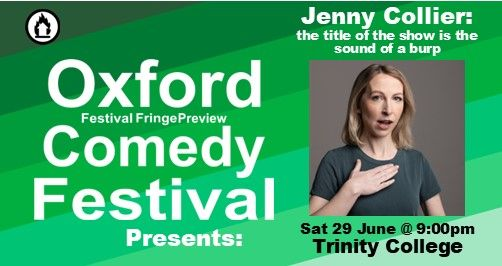 Oxford
Festival FringePreview
Comedy
Festival
Presents:
Jenny Collier:
the title of the show is the
sound of a burp
Sat 29 June @ 9:00pm
Trinity College